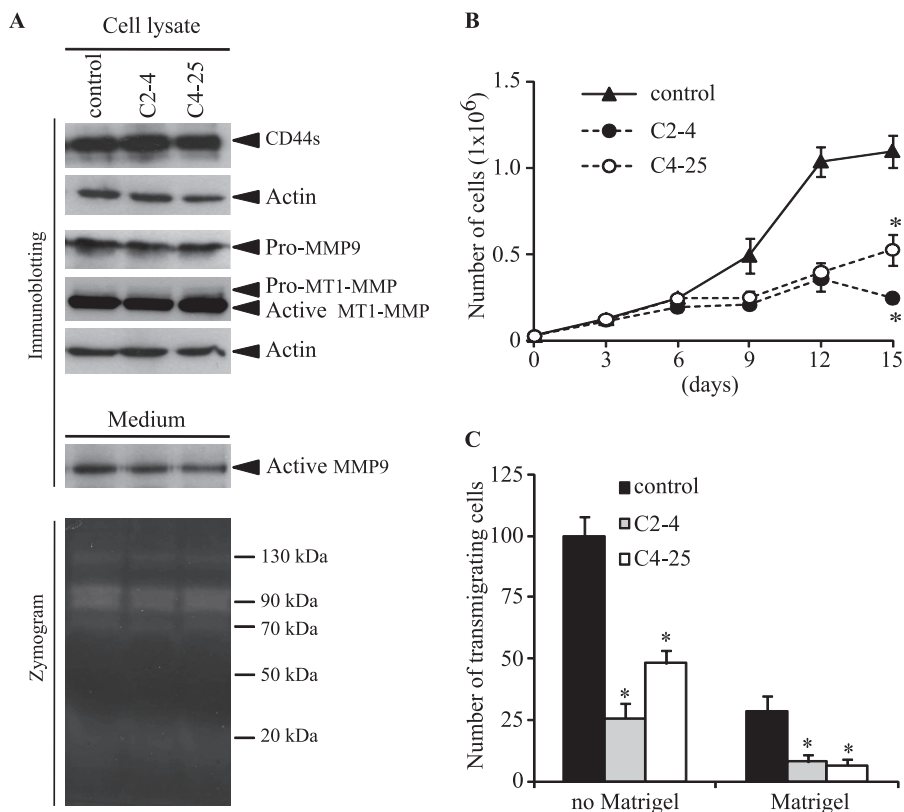 A
Cell lysate
control
C2-4
C4-25
Immunoblotting
CD44s
Actin
Pro-MMP9
Pro-MT1-MMP
Active MT1-MMP
Actin
Medium
Active MMP9
Zymogram
130 kDa
90 kDa
70 kDa
50 kDa
20 kDa
B
Number of cells (1x10⁶)
1.5
1.0
0.5
0
control
C2-4
C4-25
*
*
0 3 6 9 12 15
(days)
C
Number of transmigrating cells
125
100
75
50
25
0
control
C2-4
C4-25
* *
* *
no Matrigel Matrigel